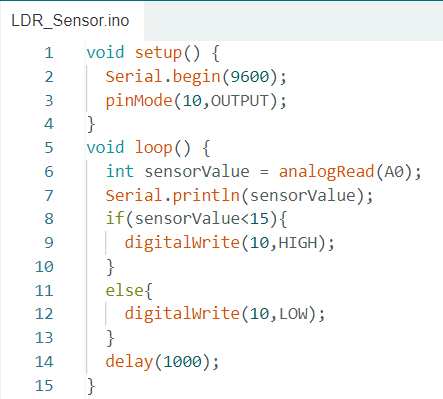 LDR_Sensor.ino
1 void setup() {
2 Serial.begin(9600);
3 pinMode(10,OUTPUT);
4 }
5 void loop() {
6 int sensorValue = analogRead(A0);
7 Serial.println(sensorValue);
8 if(sensorValue<15){
9 digitalWrite(10,HIGH);
10 }
11 else{
12 digitalWrite(10,LOW);
13 }
14 delay(1000);
15 }